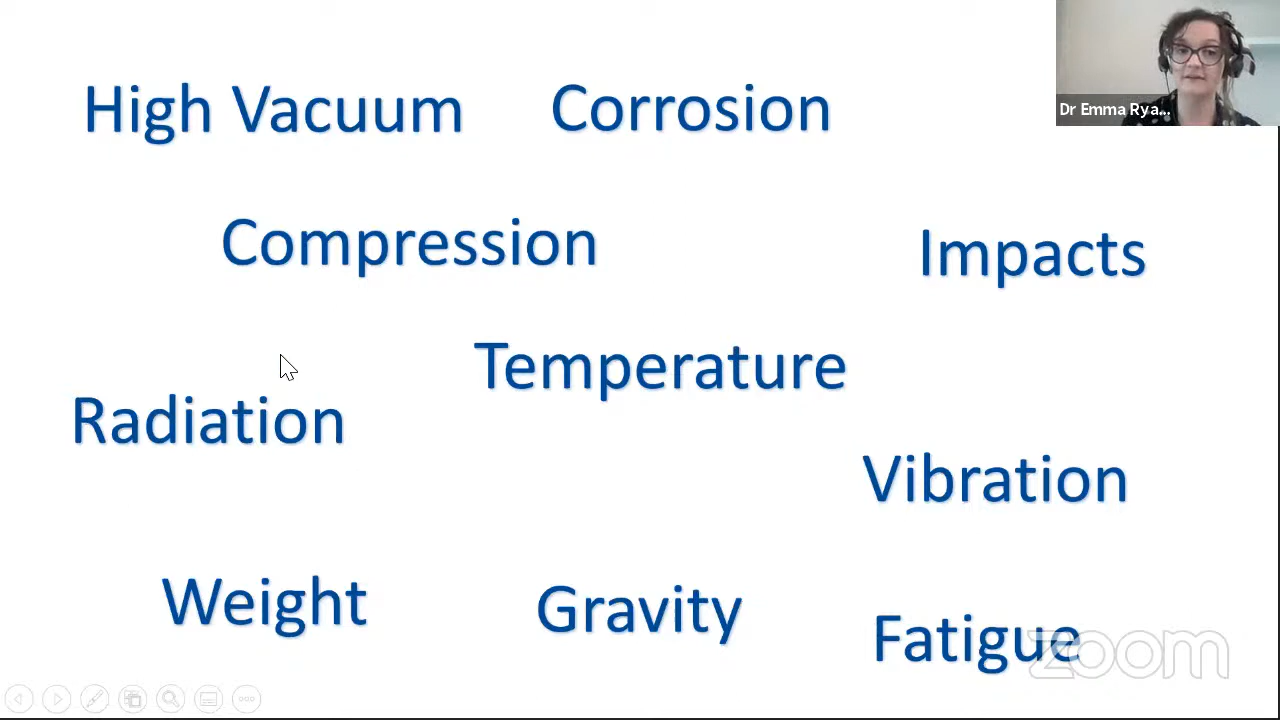 High Vacuum
Corrosion
Dr Emma Rya...
Compression
Impacts
Temperature
Radiation
Vibration
Weight
Gravity
Fatigue
zoom